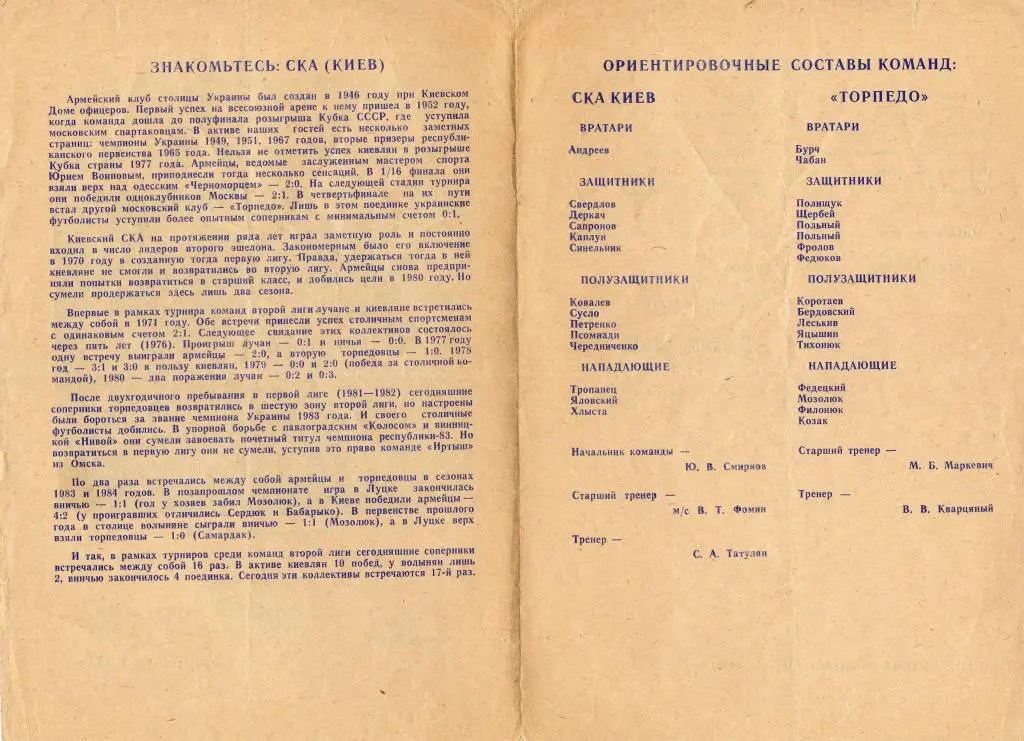 ЗНАКОМЬТЕСЬ: СКА (КИЕВ)
Армейский клуб столицы Украины был создан в 1946 году при Киевском
Доме офицеров. Первый успех на всесоюзной арене к нему пришел в 1952 году,
когда команда дошла до полуфинала розыгрыша Кубка СССР, где уступила
московским спартаковцам. В активе наших гостей есть несколько заметных
страниц: чемпионы Украины 1949, 1951, 1967 годов, вторые призеры республи-
канского первенства 1965 года. Нельзя не отметить успех киевлян в розыгрыше
Кубка страны 1977 года. Армейцы, ведомые заслуженным мастером спорта
Юрием Воиновым, приподнесли тогда несколько сенсаций. В 1/16 финала они
взяли верх над одесским «Черноморцем» — 2:0. На следующей стадии турнира
они победили одноклубников Москвы — 2:1. В четвертьфинале на их пути
встал другой московский клуб — «Торпедо». Лишь в этом поединке украинские
футболисты уступили более опытным соперникам с минимальным счетом 0:1.
Киевский СКА на протяжении ряда лет играл заметную роль и постоянно
входил в число лидеров второго эшелона. Закономерным было его включение
в 1970 году в созданную тогда первую лигу. Правда, удержаться тогда в ней
киевляне не смогли и возвратились во вторую лигу. Армейцы снова предпри-
няли попытки возвратиться в старший класс, и добились цели в 1980 году. Но
сумели продержаться здесь лишь два сезона.
Впервые в рамках турнира команд второй лиги лучане и киевляне встретились
между собой в 1971 году. Обе встречи принесли успех столичным спортсменам
с одинаковым счетом 2:1. Следующее свидание этих коллективов состоялось
через пять лет (1976). Проигрыш лучан — 0:1 и ничья — 0:0. В 1977 году
одну встречу выиграли армейцы — 2:0, а вторую торпедовцы — 1:0. 1978
год — 3:1 и 3:0 в пользу киевлян, 1979 — 0:0 и 2:0 (победа за столичной ко-
мандой), 1980 — два поражения лучан — 0:2 и 0:3.
После двухгодичного пребывания в первой лиге (1981—1982) сегодняшние
соперники торпедовцев возвратились в шестую зону второй лиги, но настроены
были бороться за звание чемпиона Украины 1983 года. И своего столичные
футболисты добились. В упорной борьбе с павлоградским «Колосом» и винниц-
кой «Нивой» они сумели завоевать почетный титул чемпиона республики-83. Но
возвратиться в первую лигу они не сумели, уступив это право команде «Иртыш»
из Омска.
По два раза встречались между собой армейцы и торпедовцы в сезонах
1983 и 1984 годов. В позапрошлом чемпионате игра в Луцке закончилась
вничью — 1:1 (гол у хозяев забил Мозолюк), а в Киеве победили армейцы —
4:2 (у проигравших отличились Сердюк и Бабарыко). В первенстве прошлого
года в столице волыняне сыграли вничью — 1:1 (Мозолюк), а в Луцке верх
взяли торпедовцы — 1:0 (Самардак).
И так, в рамках турниров среди команд второй лиги сегодняшние соперники
встречались между собой 16 раз. В активе киевлян 10 побед, у волынян лишь
2, вничью закончилось 4 поединка. Сегодня эти коллективы встречаются 17-й раз.
ОРИЕНТИРОВОЧНЫЕ СОСТАВЫ КОМАНД:
СКА КИЕВ
ВРАТАРИ
Андреев
ЗАЩИТНИКИ
Свердлов
Деркач
Сапронов
Каплун
Синельник
ПОЛУЗАЩИТНИКИ
Ковалев
Сусло
Петренко
Псомиади
Чередниченко
НАПАДАЮЩИЕ
Тропанец
Яловский
Хлыста
Начальник команды —
Ю. В. Смирнов
Старший тренер —
м/с В. Т. Фомин
Тренер —
С. А. Татулян
«ТОРПЕДО»
ВРАТАРИ
Бурч
Чабан
ЗАЩИТНИКИ
Полищук
Щербей
Польный
Польный
Фролов
Федюков
ПОЛУЗАЩИТНИКИ
Коротаев
Бердовский
Леськив
Яцышин
Тихонюк
НАПАДАЮЩИЕ
Федецкий
Мозолюк
Филонюк
Козак
Старший тренер —
М. Б. Маркевич
Тренер —
В. В. Кварцяный